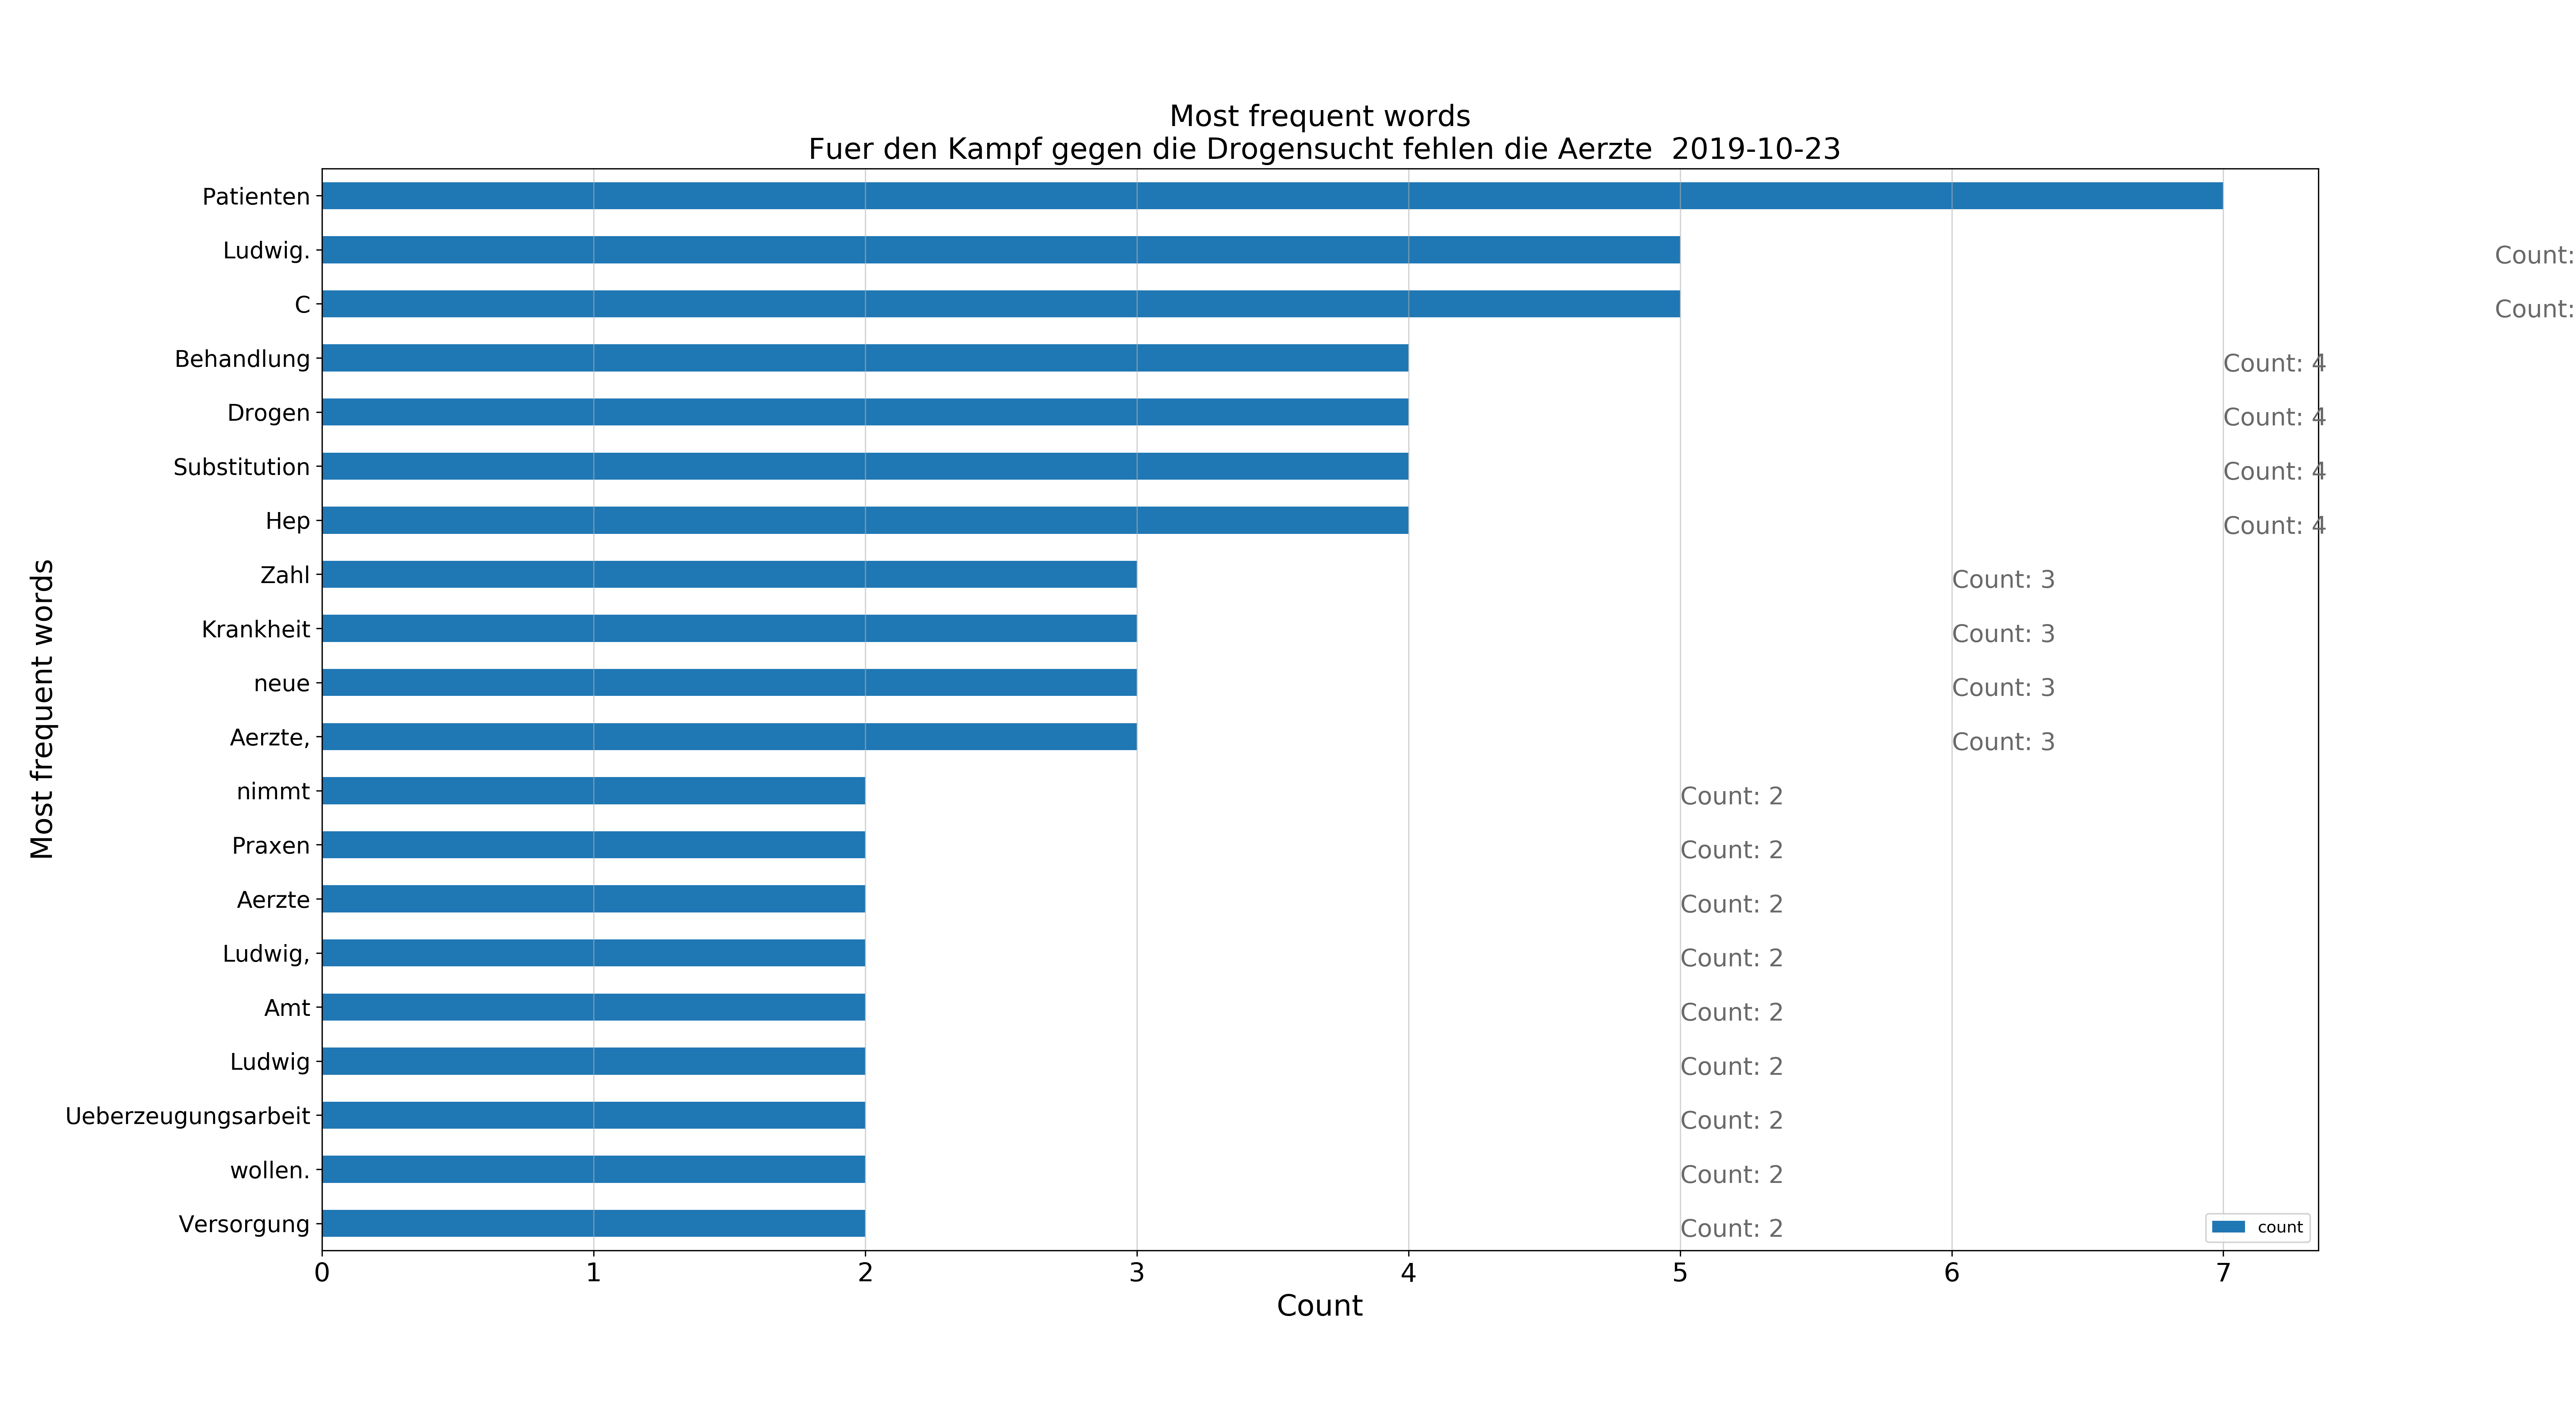 Most frequent words
Fuer den Kampf gegen die Drogensucht fehlen die Aerzte  2019-10-23
Most frequent words
Patienten
Ludwig. Count:
C Count:
Behandlung Count: 4
Drogen Count: 4
Substitution Count: 4
Hep Count: 4
Zahl Count: 3
Krankheit Count: 3
neue Count: 3
Aerzte, Count: 3
nimmt Count: 2
Praxen Count: 2
Aerzte Count: 2
Ludwig, Count: 2
Amt Count: 2
Ludwig Count: 2
Ueberzeugungsarbeit Count: 2
wollen. Count: 2
Versorgung Count: 2
count
0 1 2 3 4 5 6 7
Count